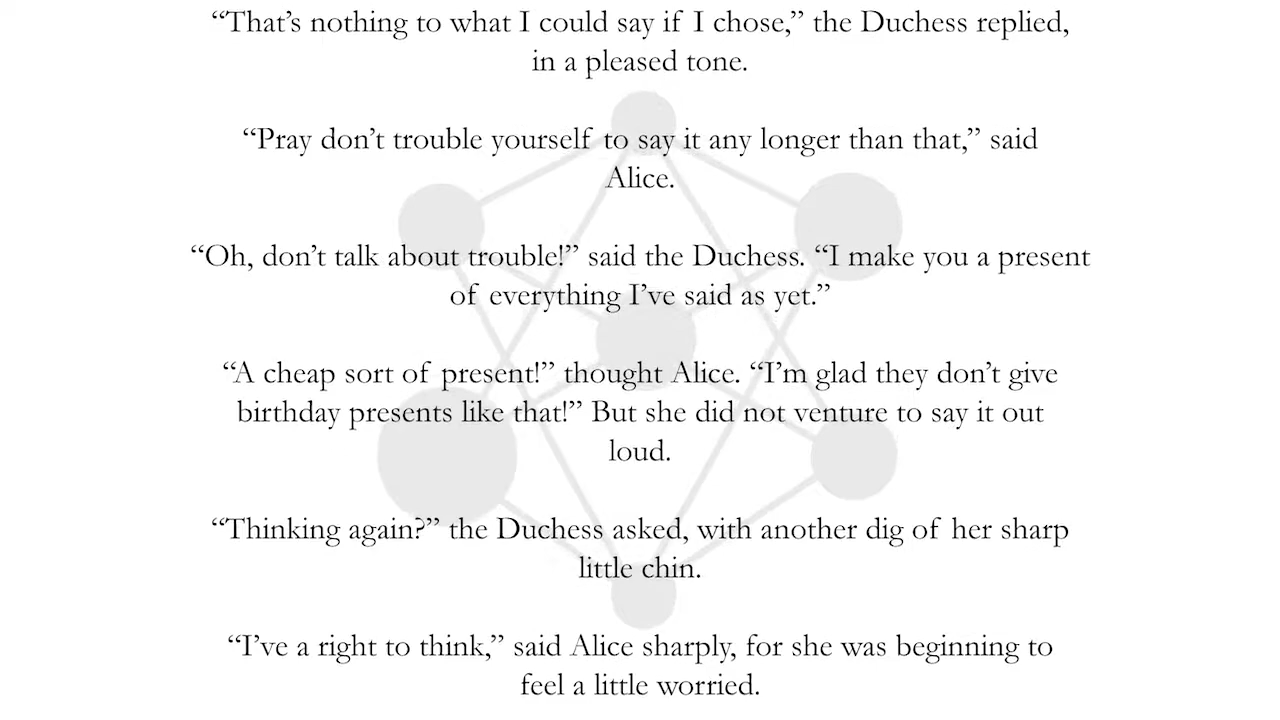 “That’s nothing to what I could say if I chose,” the Duchess replied,
in a pleased tone.
“Pray don’t trouble yourself to say it any longer than that,” said
Alice.
“Oh, don’t talk about trouble!” said the Duchess. “I make you a present
of everything I’ve said as yet.”
“A cheap sort of present!” thought Alice. “I’m glad they don’t give
birthday presents like that!” But she did not venture to say it out
loud.
“Thinking again?” the Duchess asked, with another dig of her sharp
little chin.
“I’ve a right to think,” said Alice sharply, for she was beginning to
feel a little worried.